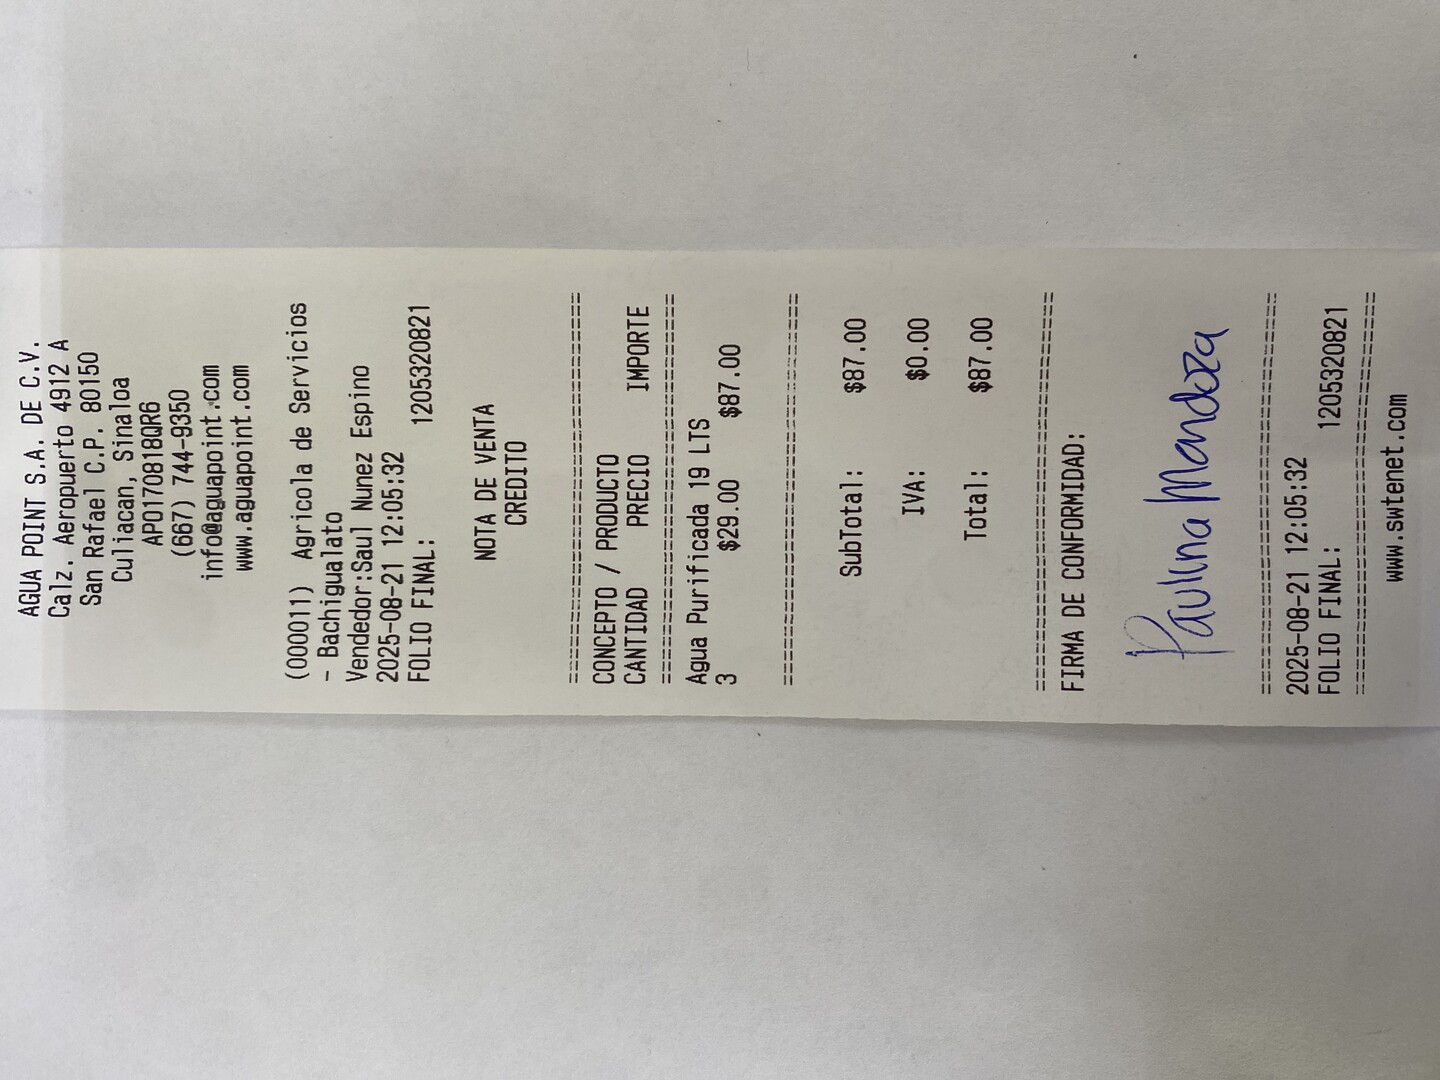 AGUA POINT S.A. DE C.V.
Calz. Aeropuerto 4912 A
San Rafael C.P. 80150
Culiacan, Sinaloa
APO170818QR6
(667) 744-9350
info@aguapoint.com
www.aguapoint.com
(000011) Agricola de Servicios
- Bachigualato
Vendedor:Saul Nunez Espino
2025-08-21 12:05:32
FOLIO FINAL: 1205320821
NOTA DE VENTA
CREDITO
==============================
CONCEPTO / PRODUCTO
CANTIDAD PRECIO IMPORTE
==============================
Agua Purificada 19 LTS
3 $29.00 $87.00
==============================
SubTotal: $87.00
IVA: $0.00
Total: $87.00
==============================
FIRMA DE CONFORMIDAD:
Paulina Mandoza
==============================
2025-08-21 12:05:32
FOLIO FINAL: 1205320821
==============================
www.swtenet.com